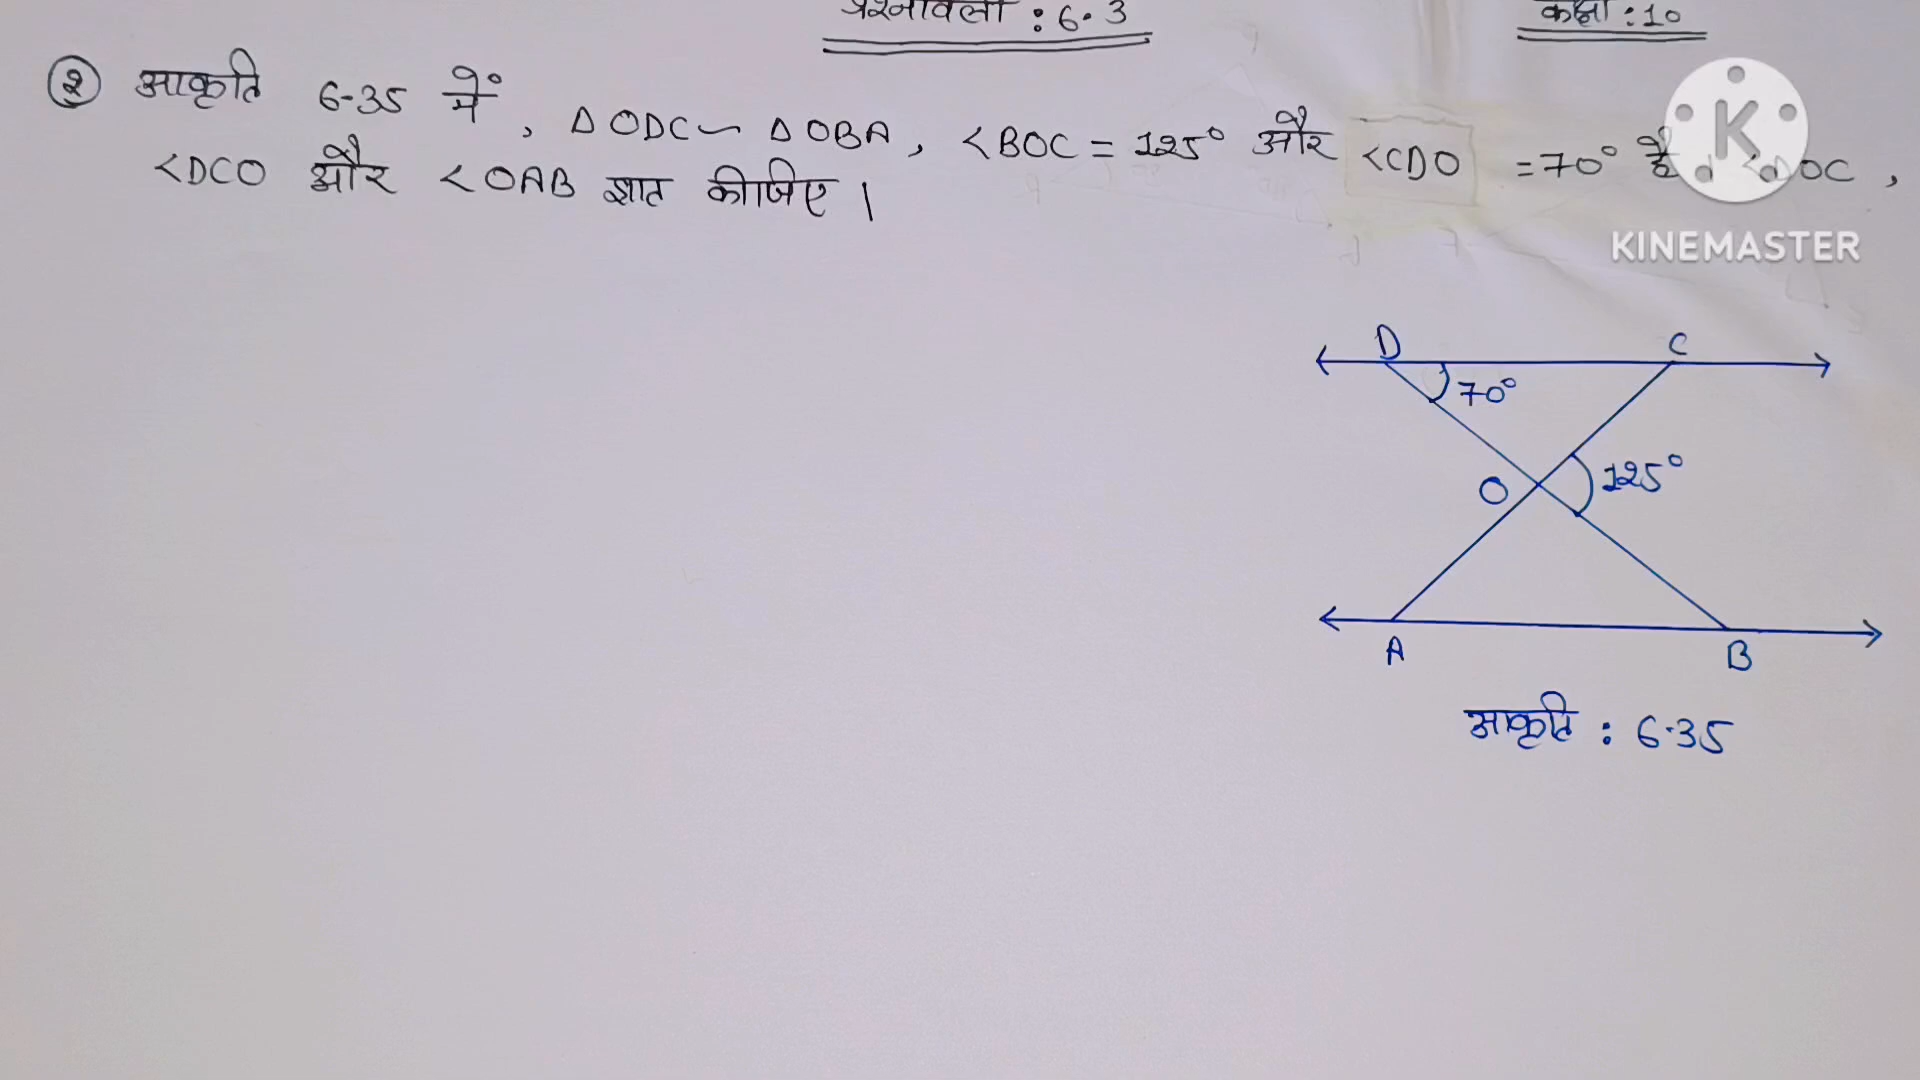 प्रश्नावली : 6.3
कक्षा : 10
२ आकृति 6.35 में, △ODC ~ △OBA, <BOC = 125° और <CDO = 70° है। <DOC,
<DCO और <OAB ज्ञात कीजिए।
KINEMASTER
D C
70°
O 125°
A B
आकृति : 6.35